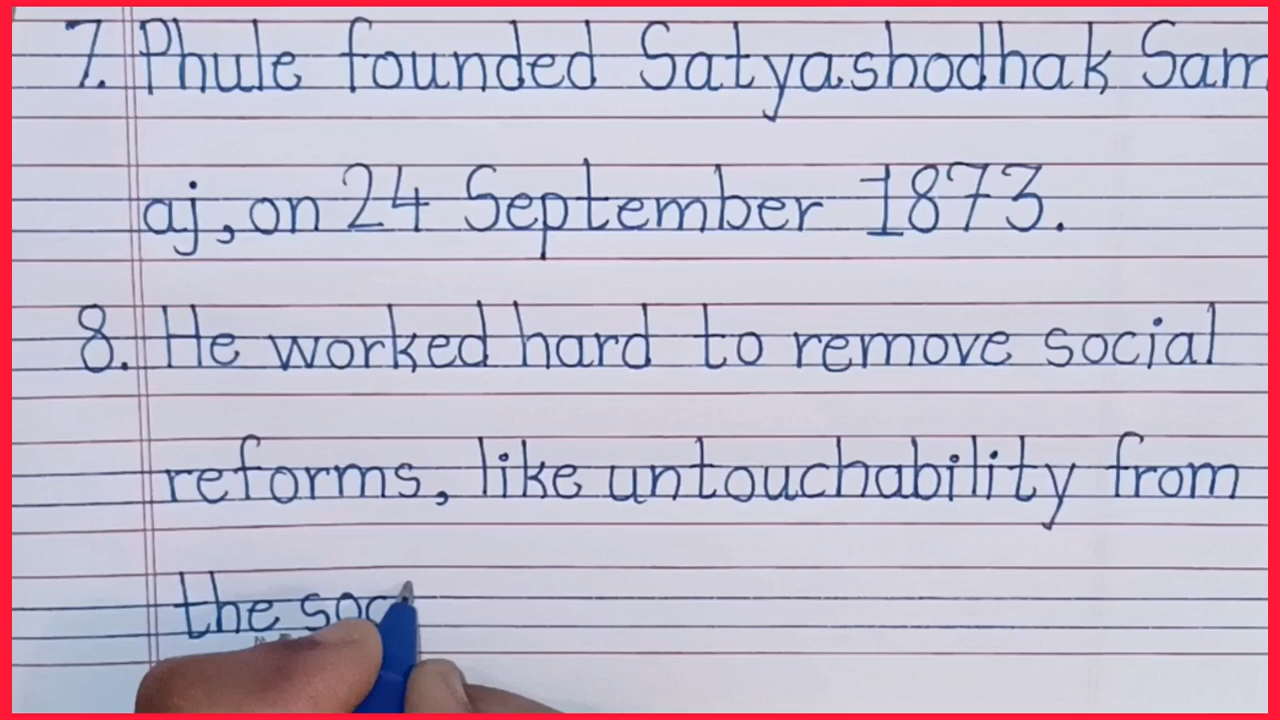 7. Phule founded Satyashodhak Sam
aj, on 24 September 1873.
8. He worked hard to remove social
reforms, like untouchability from
the soc